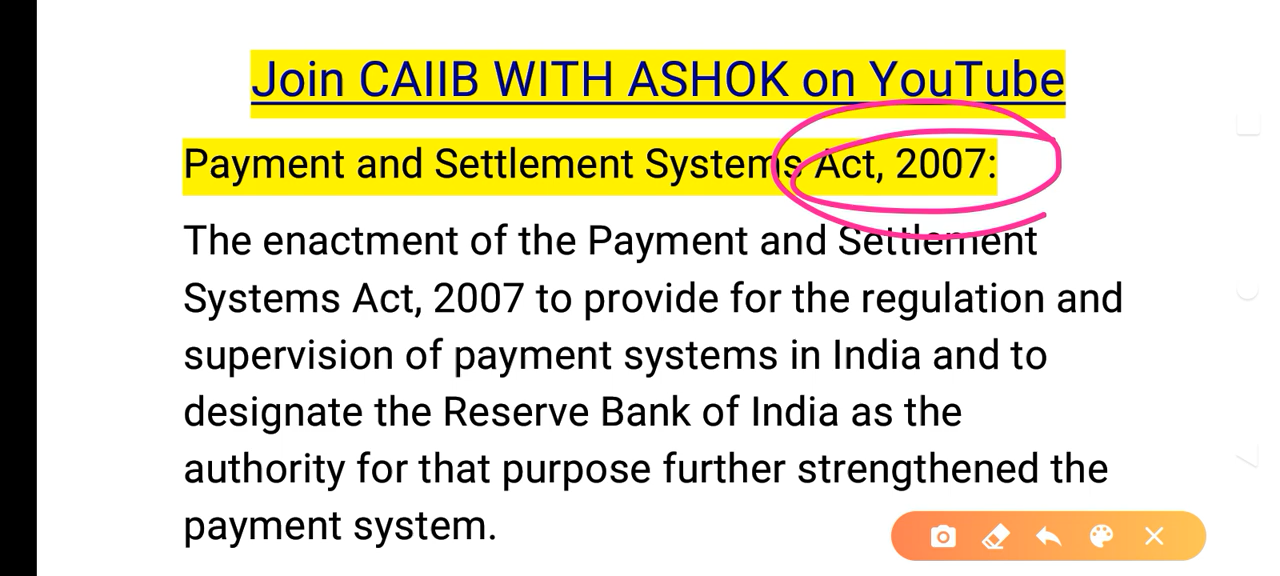 Join CAIIB WITH ASHOK on YouTube
Payment and Settlement Systems Act, 2007:
The enactment of the Payment and Settlement
Systems Act, 2007 to provide for the regulation and
supervision of payment systems in India and to
designate the Reserve Bank of India as the
authority for that purpose further strengthened the
payment system.